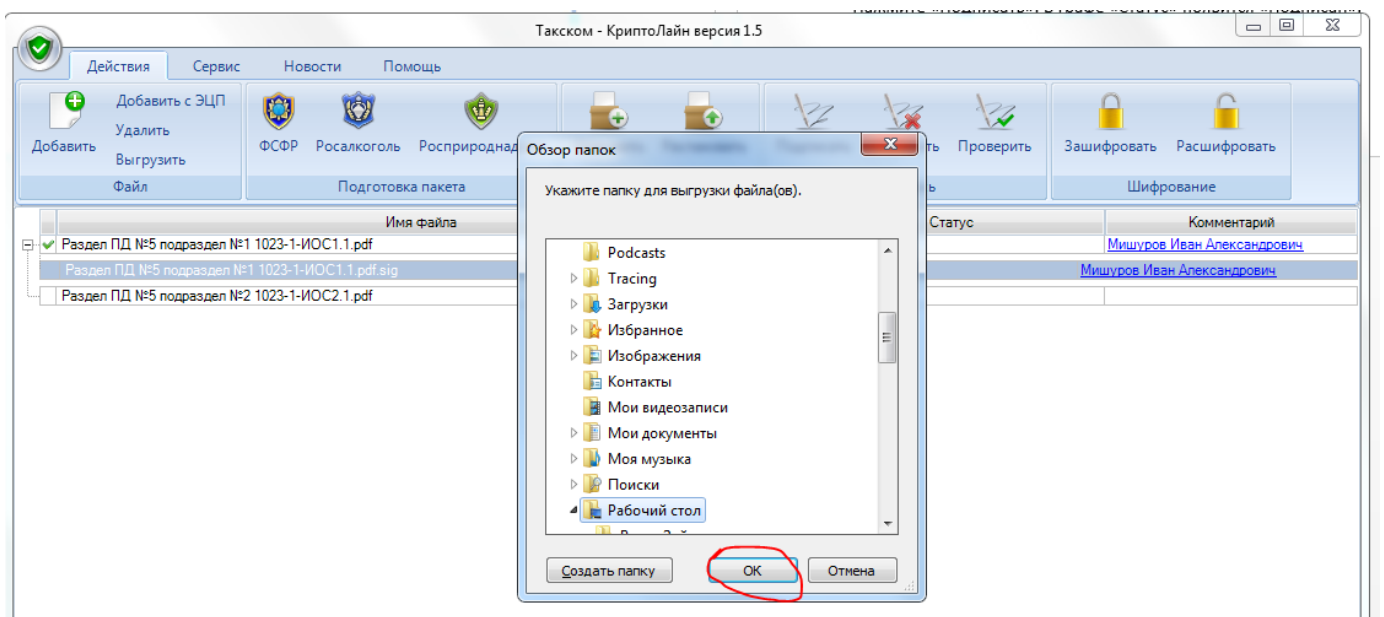 Такском - КриптоЛайн версия 1.5
Действия Сервис Новости Помощь
Добавить
Добавить с ЭЦП
Удалить
Выгрузить
Файл
ФСФР Росалкоголь
Подготовка пакета
Проверить
Зашифровать Расшифровать
Шифрование
Обзор папок
Укажите папку для выгрузки файла(ов).
Podcasts
Tracing
Загрузки
Избранное
Изображения
Контакты
Мои видеозаписи
Мои документы
Моя музыка
Поиски
Рабочий стол
Создать папку ОК Отмена
Имя файла Статус Комментарий
Раздел ПД №5 подраздел №1 1023-1-ИОС1.1.pdf Мишуров Иван Александрович
Раздел ПД №5 подраздел №1 1023-1-ИОС1.1.pdf.sig Мишуров Иван Александрович
Раздел ПД №5 подраздел №2 1023-1-ИОС2.1.pdf